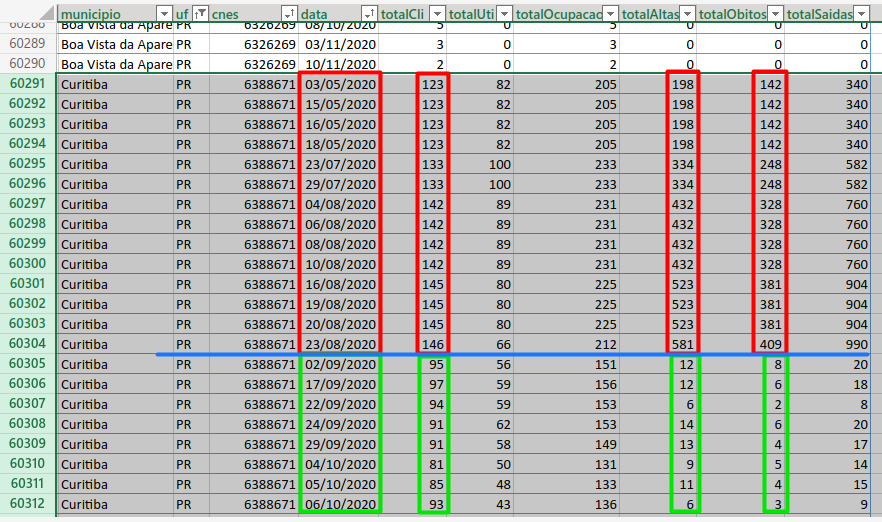 municipio uf cnes data totalCli totalUti totalOcupacao totalAltas totalObitos totalSaidas
60288 Boa Vista da Apare PR 6326269 08/10/2020 5 0 5 0 0 0
60289 Boa Vista da Apare PR 6326269 03/11/2020 3 0 3 0 0 0
60290 Boa Vista da Apare PR 6326269 10/11/2020 2 0 2 0 0 0
60291 Curitiba PR 6388671 03/05/2020 123 82 205 198 142 340
60292 Curitiba PR 6388671 15/05/2020 123 82 205 198 142 340
60293 Curitiba PR 6388671 16/05/2020 123 82 205 198 142 340
60294 Curitiba PR 6388671 18/05/2020 123 82 205 198 142 340
60295 Curitiba PR 6388671 23/07/2020 133 100 233 334 248 582
60296 Curitiba PR 6388671 29/07/2020 133 100 233 334 248 582
60297 Curitiba PR 6388671 04/08/2020 142 89 231 432 328 760
60298 Curitiba PR 6388671 06/08/2020 142 89 231 432 328 760
60299 Curitiba PR 6388671 08/08/2020 142 89 231 432 328 760
60300 Curitiba PR 6388671 10/08/2020 142 89 231 432 328 760
60301 Curitiba PR 6388671 16/08/2020 145 80 225 523 381 904
60302 Curitiba PR 6388671 19/08/2020 145 80 225 523 381 904
60303 Curitiba PR 6388671 20/08/2020 145 80 225 523 381 904
60304 Curitiba PR 6388671 23/08/2020 146 66 212 581 409 990
60305 Curitiba PR 6388671 02/09/2020 95 56 151 12 8 20
60306 Curitiba PR 6388671 17/09/2020 97 59 156 12 6 18
60307 Curitiba PR 6388671 22/09/2020 94 59 153 6 2 8
60308 Curitiba PR 6388671 24/09/2020 91 62 153 14 6 20
60309 Curitiba PR 6388671 29/09/2020 91 58 149 13 4 17
60310 Curitiba PR 6388671 04/10/2020 81 50 131 9 5 14
60311 Curitiba PR 6388671 05/10/2020 85 48 133 11 4 15
60312 Curitiba PR 6388671 06/10/2020 93 43 136 6 3 9